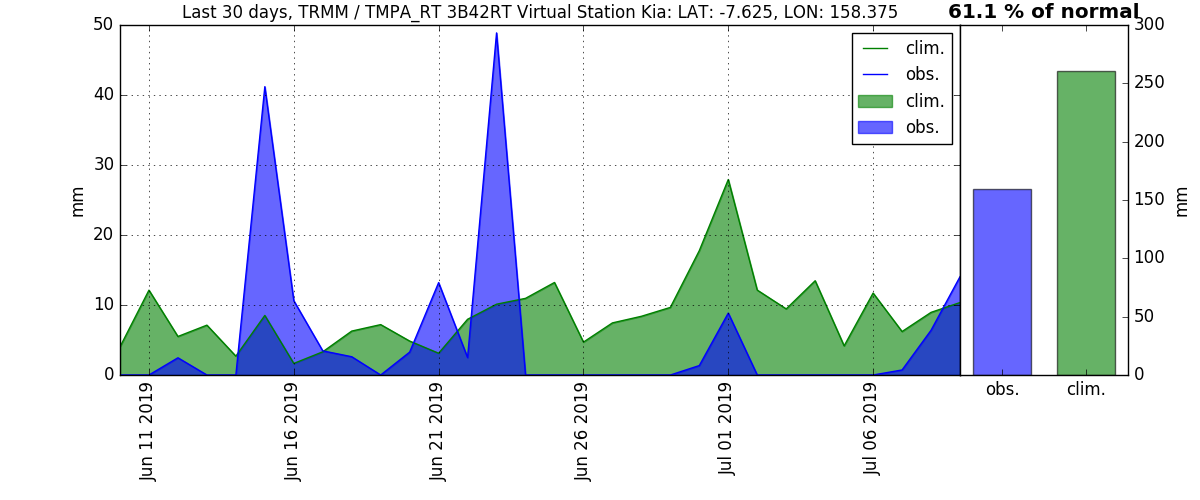 Last 30 days, TRMM / TMPA_RT 3B42RT Virtual Station Kia: LAT: -7.625, LON: 158.375
61.1 % of normal
50
40
30
20
10
0
mm
clim.
obs.
clim.
obs.
Jun 11 2019
Jun 16 2019
Jun 21 2019
Jun 26 2019
Jul 01 2019
Jul 06 2019
300
250
200
150
100
50
0
mm
obs.
clim.